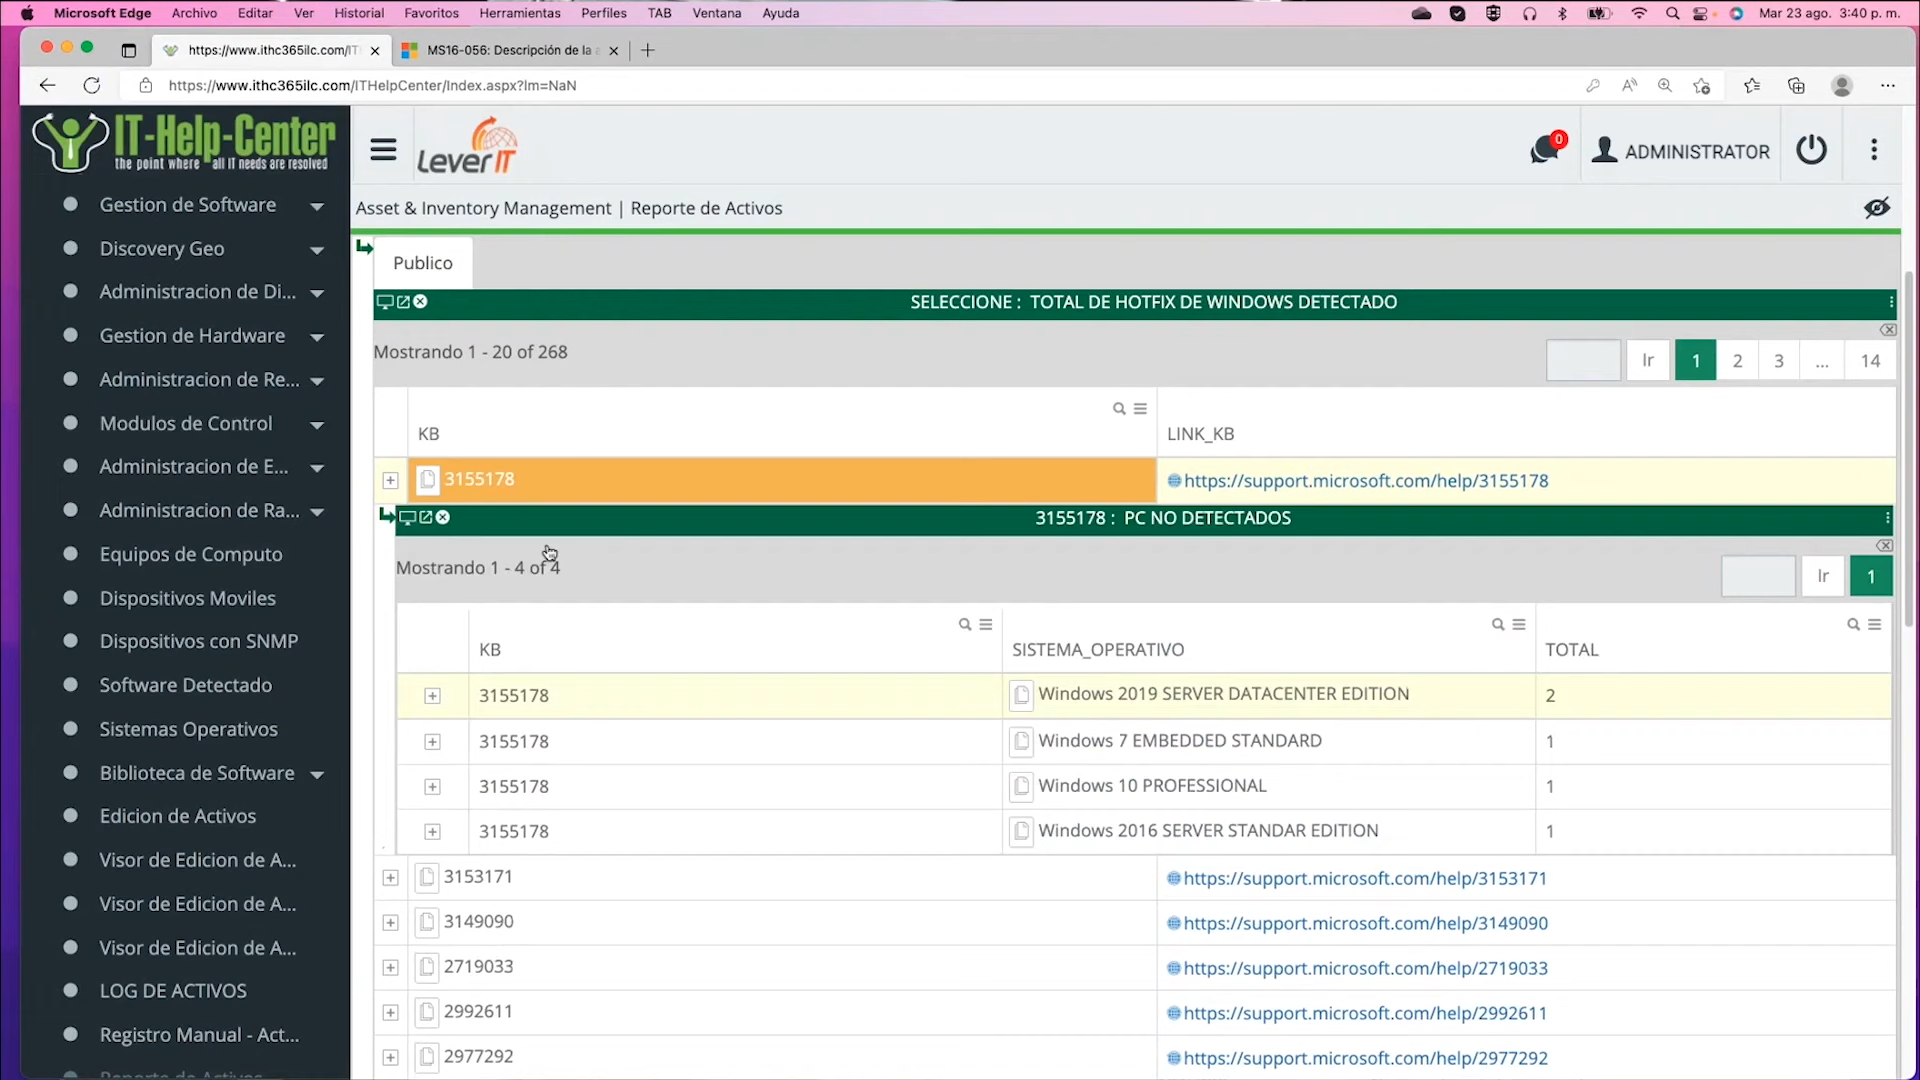 Microsoft Edge Archivo Editar Ver Historial Favoritos Herramientas Perfiles TAB Ventana Ayuda Mar 23 ago. 3:40 p. m.
https://www.ithc365ilc.com/IT MS16-056: Descripción de la
https://www.ithc365ilc.com/ITHelpCenter/Index.aspx?lm=NaN
IT-Help-Center
the point where all IT needs are resolved
LeverIT
0
ADMINISTRATOR
Asset & Inventory Management | Reporte de Activos
Gestion de Software
Discovery Geo
Administracion de Di...
Gestion de Hardware
Administracion de Re...
Modulos de Control
Administracion de E...
Administracion de Ra...
Equipos de Computo
Dispositivos Moviles
Dispositivos con SNMP
Software Detectado
Sistemas Operativos
Biblioteca de Software
Edicion de Activos
Visor de Edicion de A...
Visor de Edicion de A...
Visor de Edicion de A...
LOG DE ACTIVOS
Registro Manual - Act...
Reporte de Activos
Publico
SELECCIONE : TOTAL DE HOTFIX DE WINDOWS DETECTADO
Mostrando 1 - 20 of 268
Ir 1 2 3 ... 14
KB LINK_KB
3155178 https://support.microsoft.com/help/3155178
3155178 : PC NO DETECTADOS
Mostrando 1 - 4 of 4
Ir 1
KB SISTEMA_OPERATIVO TOTAL
3155178 Windows 2019 SERVER DATACENTER EDITION 2
3155178 Windows 7 EMBEDDED STANDARD 1
3155178 Windows 10 PROFESSIONAL 1
3155178 Windows 2016 SERVER STANDAR EDITION 1
3153171 https://support.microsoft.com/help/3153171
3149090 https://support.microsoft.com/help/3149090
2719033 https://support.microsoft.com/help/2719033
2992611 https://support.microsoft.com/help/2992611
2977292 https://support.microsoft.com/help/2977292